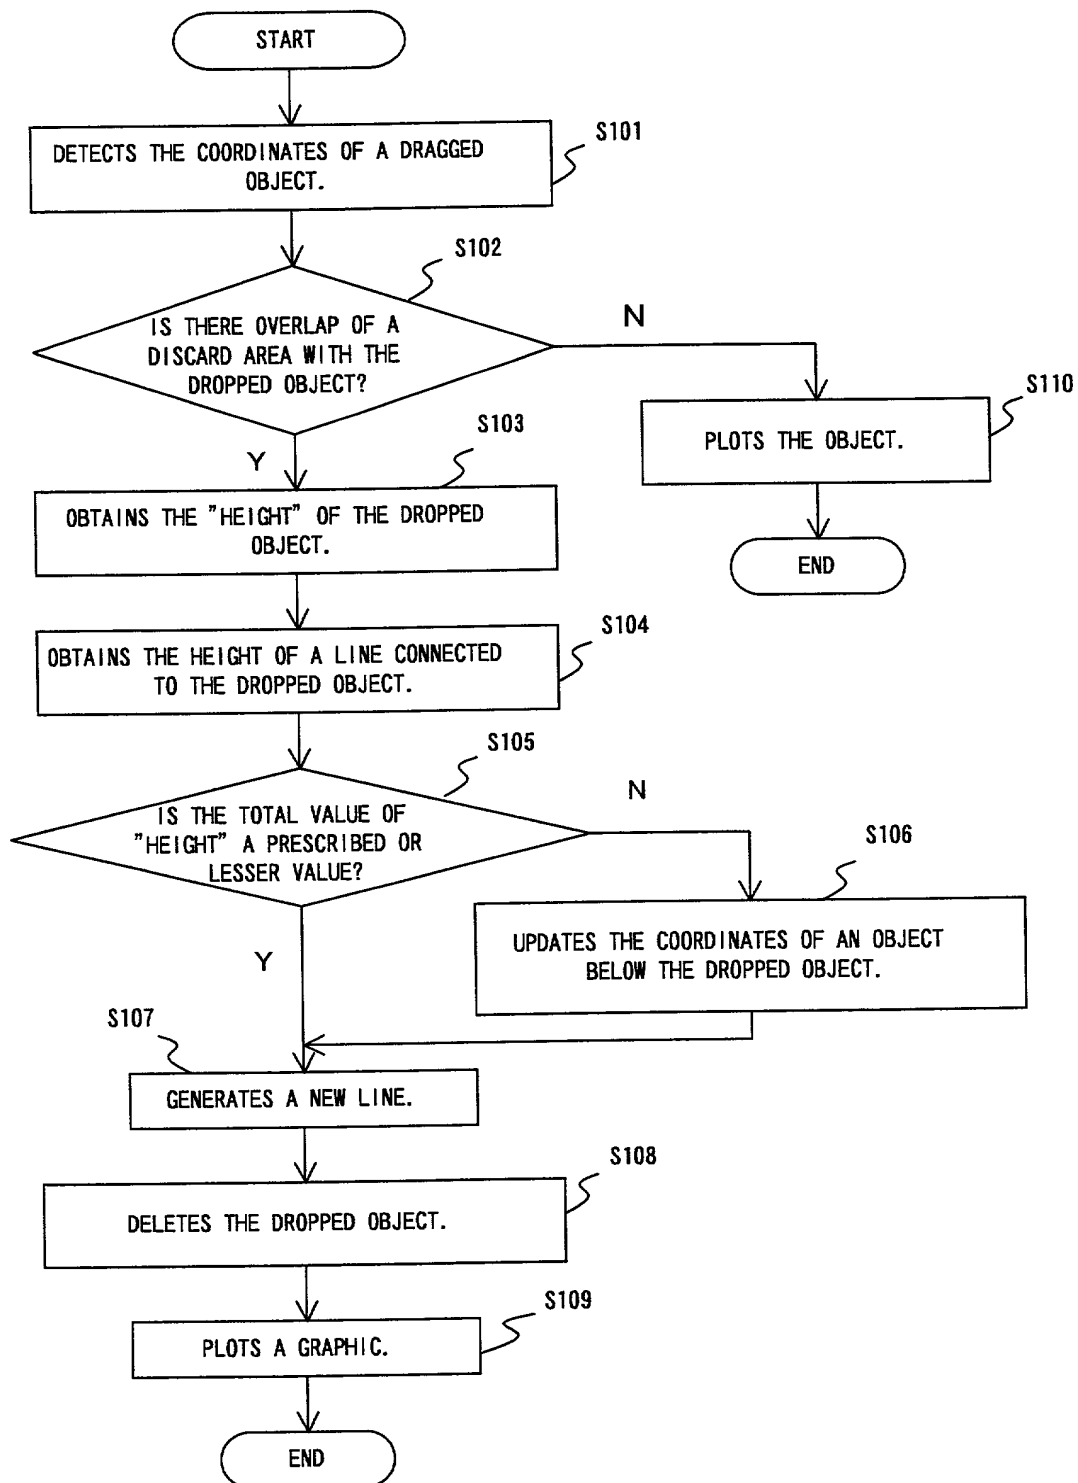 START
S101
DETECTS THE COORDINATES OF A DRAGGED
OBJECT.
S102
IS THERE OVERLAP OF A
DISCARD AREA WITH THE
DROPPED OBJECT?
N
S110
PLOTS THE OBJECT.
END
Y
S103
OBTAINS THE "HEIGHT" OF THE DROPPED
OBJECT.
S104
OBTAINS THE HEIGHT OF A LINE CONNECTED
TO THE DROPPED OBJECT.
S105
IS THE TOTAL VALUE OF
"HEIGHT" A PRESCRIBED OR
LESSER VALUE?
N
S106
UPDATES THE COORDINATES OF AN OBJECT
BELOW THE DROPPED OBJECT.
Y
S107
GENERATES A NEW LINE.
S108
DELETES THE DROPPED OBJECT.
S109
PLOTS A GRAPHIC.
END